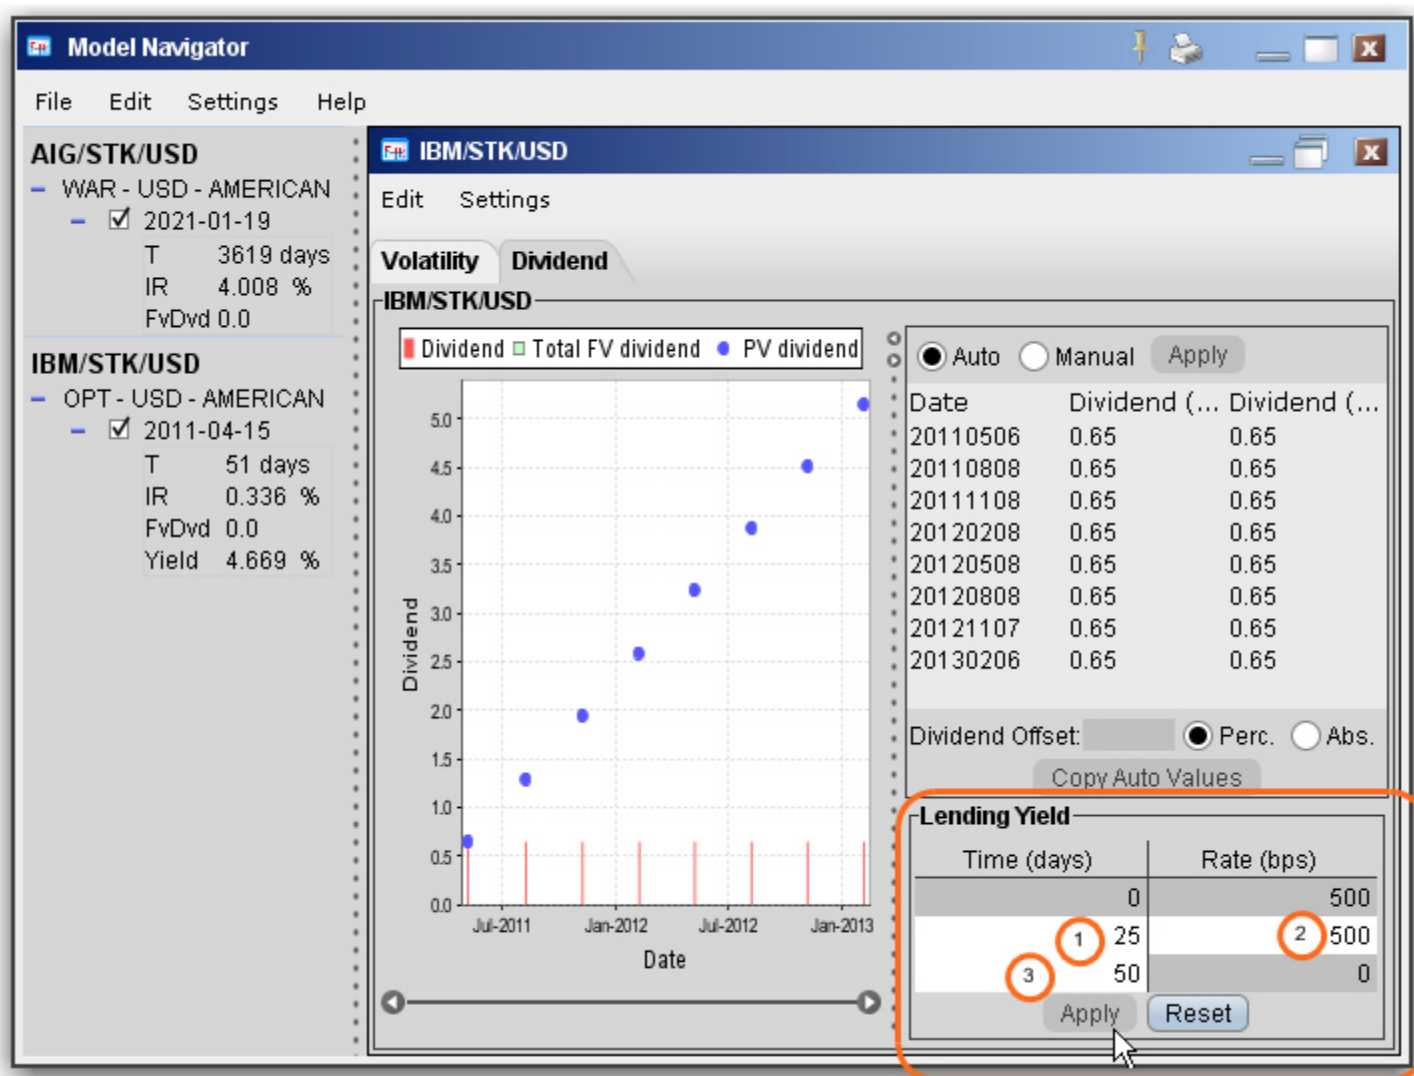 Model Navigator
File Edit Settings Help
AIG/STK/USD
WAR - USD - AMERICAN
2021-01-19
T 3619 days
IR 4.008 %
FvDvd 0.0
IBM/STK/USD
OPT - USD - AMERICAN
2011-04-15
T 51 days
IR 0.336 %
FvDvd 0.0
Yield 4.669 %
IBM/STK/USD
Edit Settings
Volatility Dividend
IBM/STK/USD
Dividend Total FV dividend PV dividend
5.0
4.5
4.0
3.5
3.0
2.5
2.0
1.5
1.0
0.5
0.0
Dividend
Jul-2011 Jan-2012 Jul-2012 Jan-2013
Date
Auto Manual Apply
Date Dividend (... Dividend (...
20110506 0.65 0.65
20110808 0.65 0.65
20111108 0.65 0.65
20120208 0.65 0.65
20120508 0.65 0.65
20120808 0.65 0.65
20121107 0.65 0.65
20130206 0.65 0.65
Dividend Offset: Perc. Abs.
Copy Auto Values
Lending Yield
Time (days) Rate (bps)
0 500
1 25 2 500
3 50 0
Apply Reset